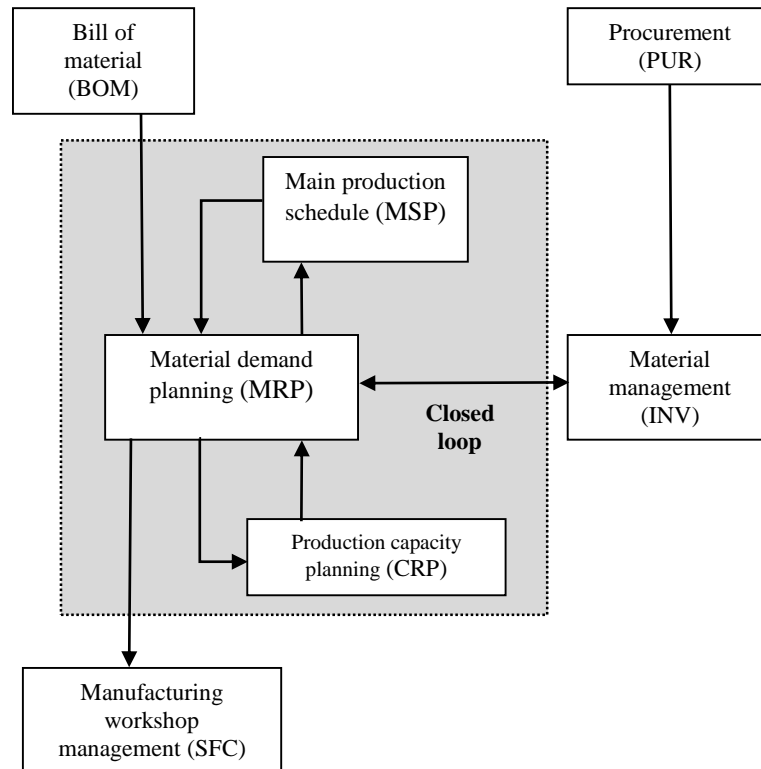 Bill of
material
(BOM)
Procurement
(PUR)
Main production
schedule (MSP)
Material demand
planning (MRP)
Material
management
(INV)
Closed
loop
Production capacity
planning (CRP)
Manufacturing
workshop
management (SFC)